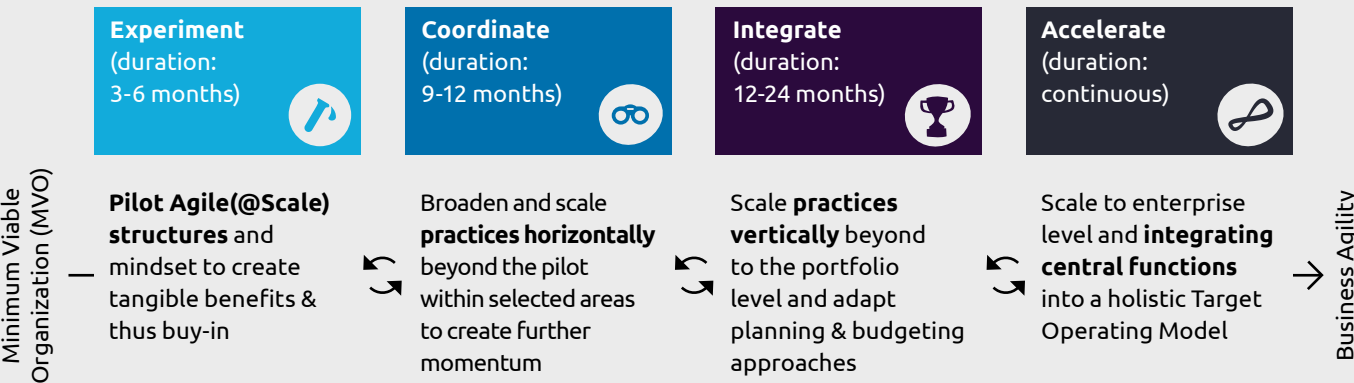 Minimum Viable
Organization (MVO)
Experiment
(duration:
3-6 months)
Pilot Agile(@Scale)
structures and
mindset to create
tangible benefits &
thus buy-in
Coordinate
(duration:
9-12 months)
Broaden and scale
practices horizontally
beyond the pilot
within selected areas
to create further
momentum
Integrate
(duration:
12-24 months)
Scale practices
vertically beyond
to the portfolio
level and adapt
planning & budgeting
approaches
Accelerate
(duration:
continuous)
Scale to enterprise
level and integrating
central functions
into a holistic Target
Operating Model
Business Agility